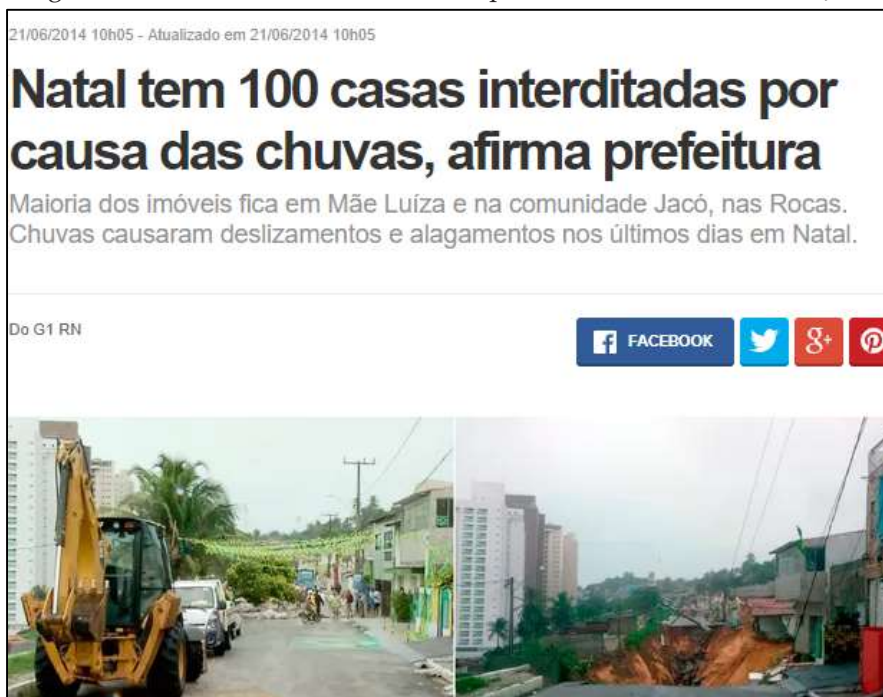 21/06/2014 10h05 - Atualizado em 21/06/2014 10h05
Natal tem 100 casas interditadas por
causa das chuvas, afirma prefeitura
Maioria dos imóveis fica em Mãe Luíza e na comunidade Jacó, nas Rocas.
Chuvas causaram deslizamentos e alagamentos nos últimos dias em Natal.
Do G1 RN
FACEBOOK